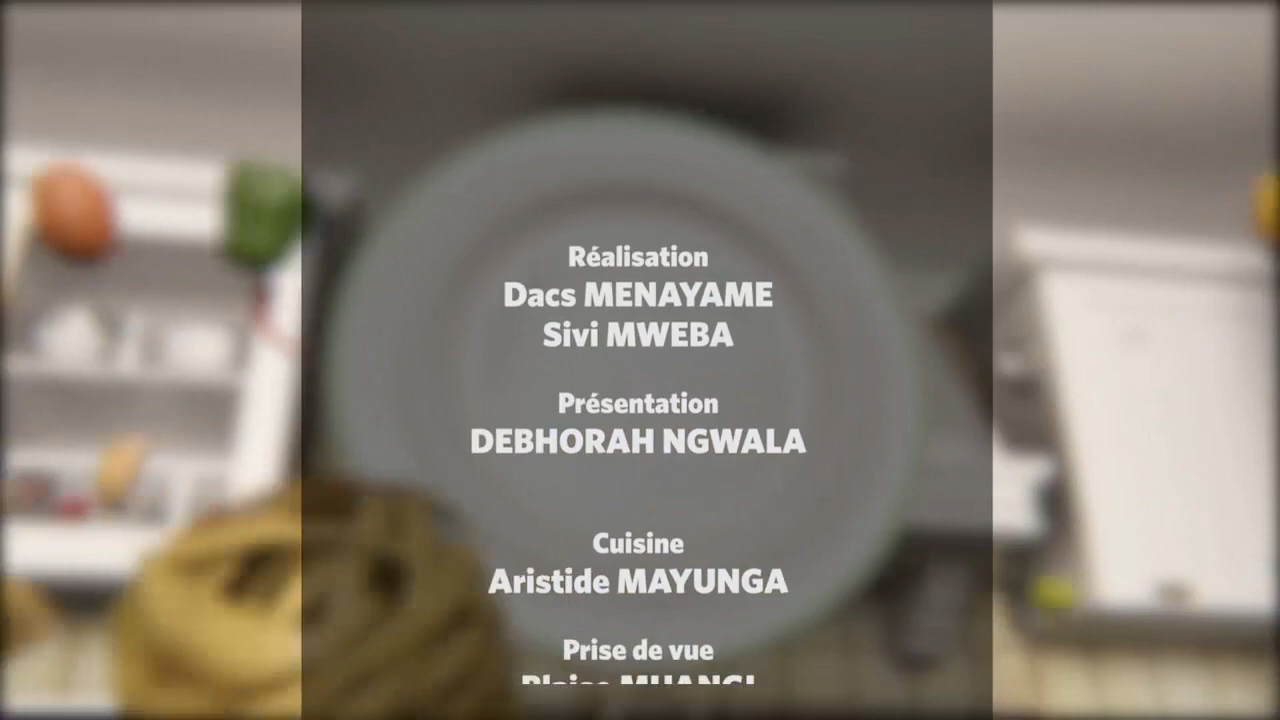 Réalisation
Dacs MENAYAME
Sivi MWEBA
Présentation
DEBHORAH NGWALA
Cuisine
Aristide MAYUNGA
Prise de vue